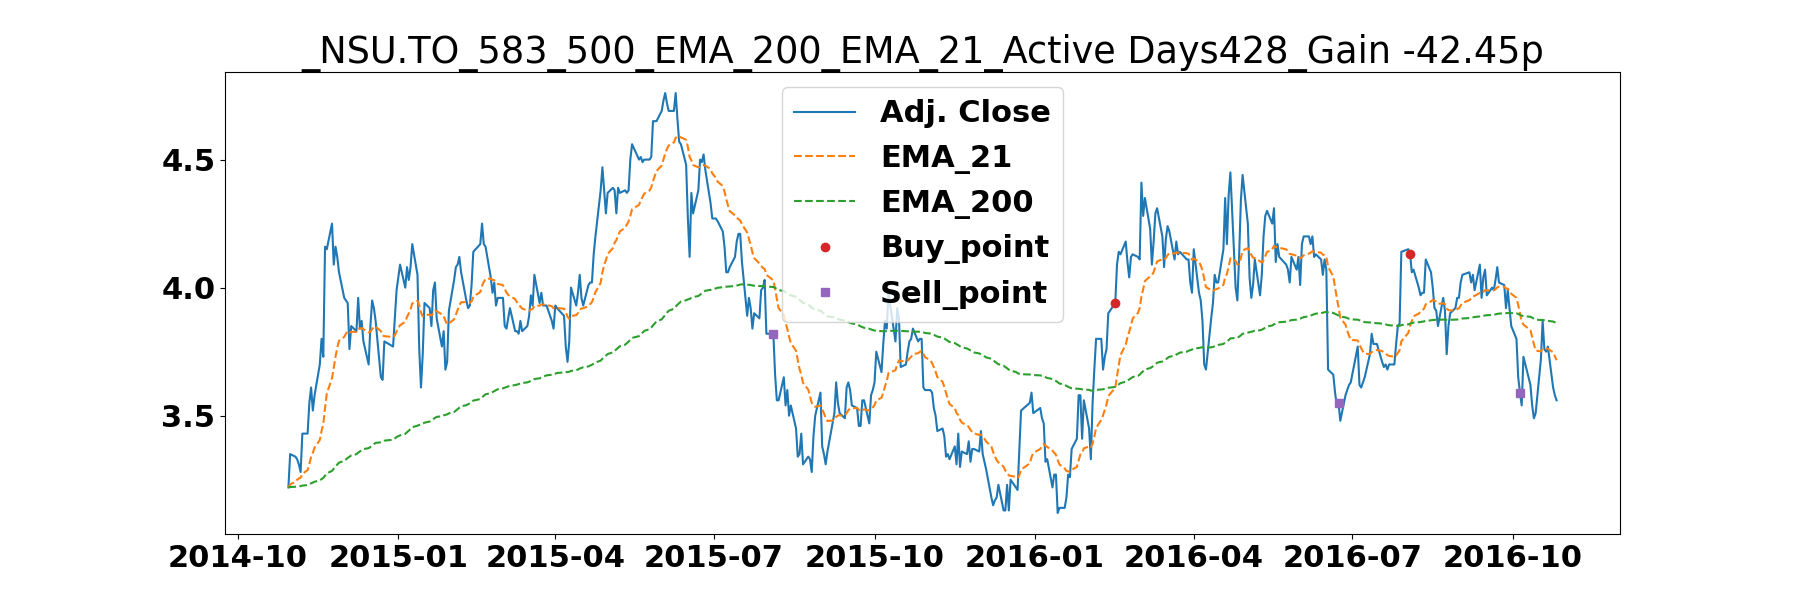 _NSU.TO_583_500_EMA_200_EMA_21_Active Days428_Gain -42.45p
Adj. Close
EMA_21
EMA_200
Buy_point
Sell_point
4.5
4.0
3.5
2014-10 2015-01 2015-04 2015-07 2015-10 2016-01 2016-04 2016-07 2016-10